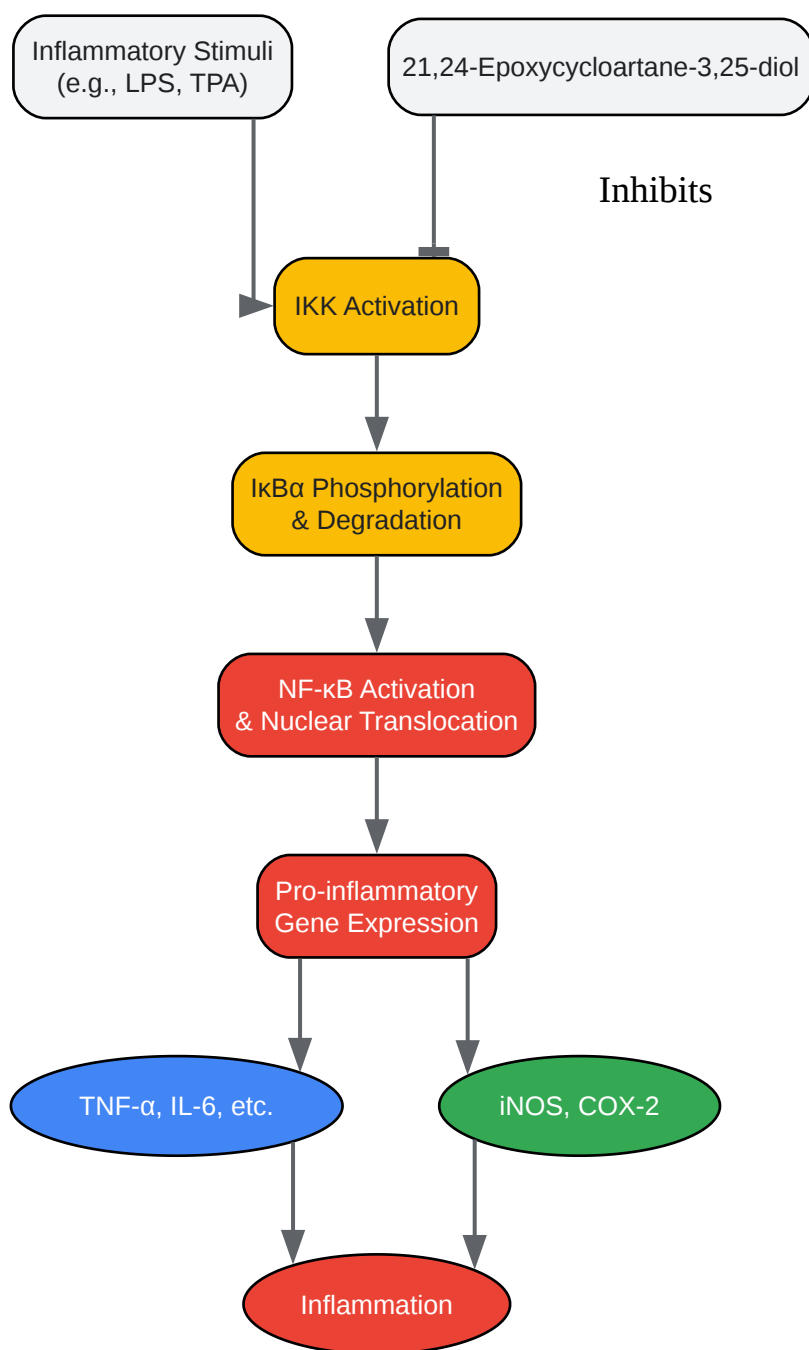 Inflammatory Stimuli
(e.g., LPS, TPA)
21,24-Epoxycycloartane-3,25-diol
Inhibits
IKK Activation
IκBα Phosphorylation
& Degradation
NF-κB Activation
& Nuclear Translocation
Pro-inflammatory
Gene Expression
TNF-α, IL-6, etc.
iNOS, COX-2
Inflammation